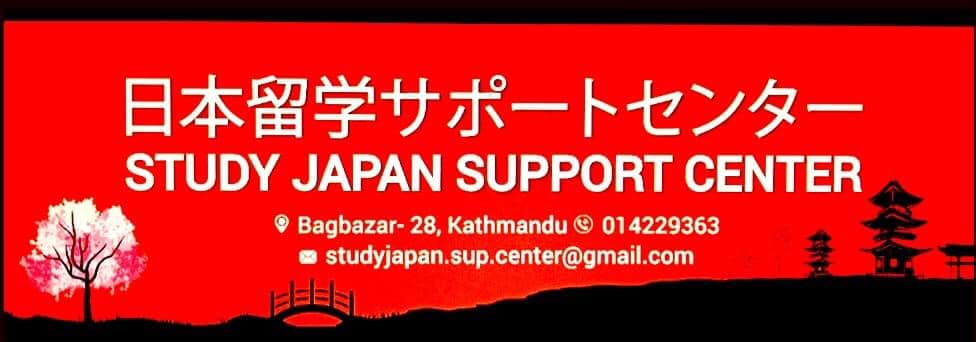 日本留学サポートセンター
STUDY JAPAN SUPPORT CENTER
Bagbazar- 28, Kathmandu 014229363
studyjapan.sup.center@gmail.com